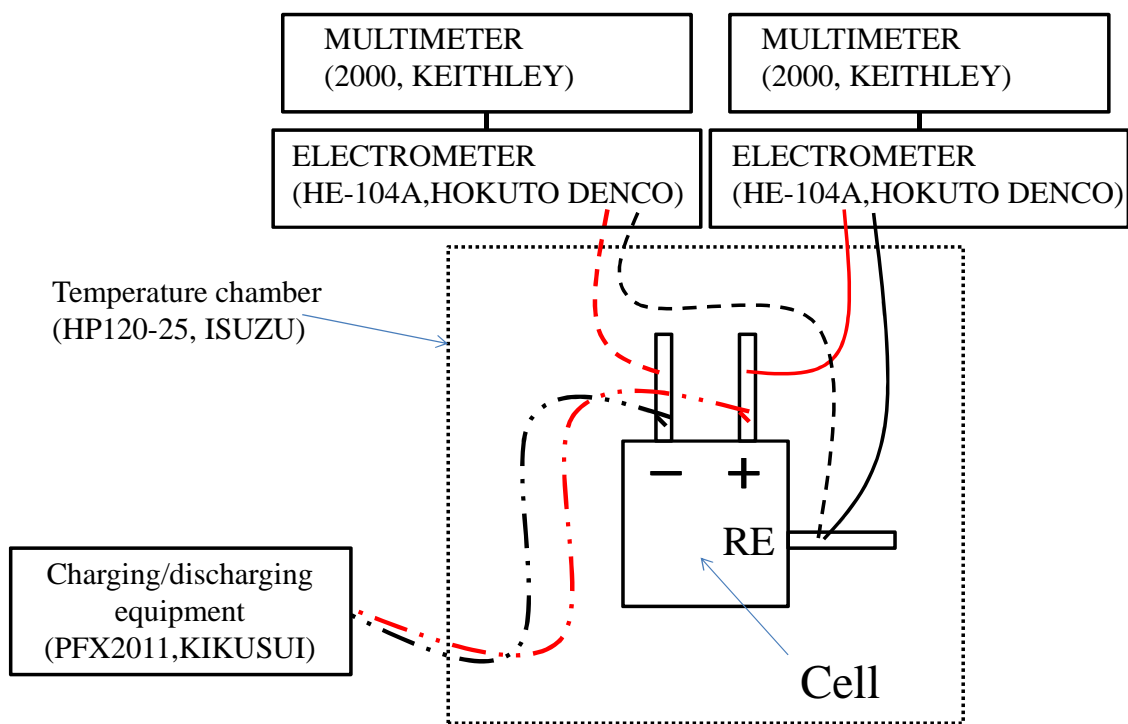 MULTIMETER
(2000, KEITHLEY)
MULTIMETER
(2000, KEITHLEY)
ELECTROMETER
(HE-104A,HOKUTO DENCO)
ELECTROMETER
(HE-104A,HOKUTO DENCO)
Temperature chamber
(HP120-25, ISUZU)
− +
RE
Charging/discharging
equipment
(PFX2011,KIKUSUI)
Cell